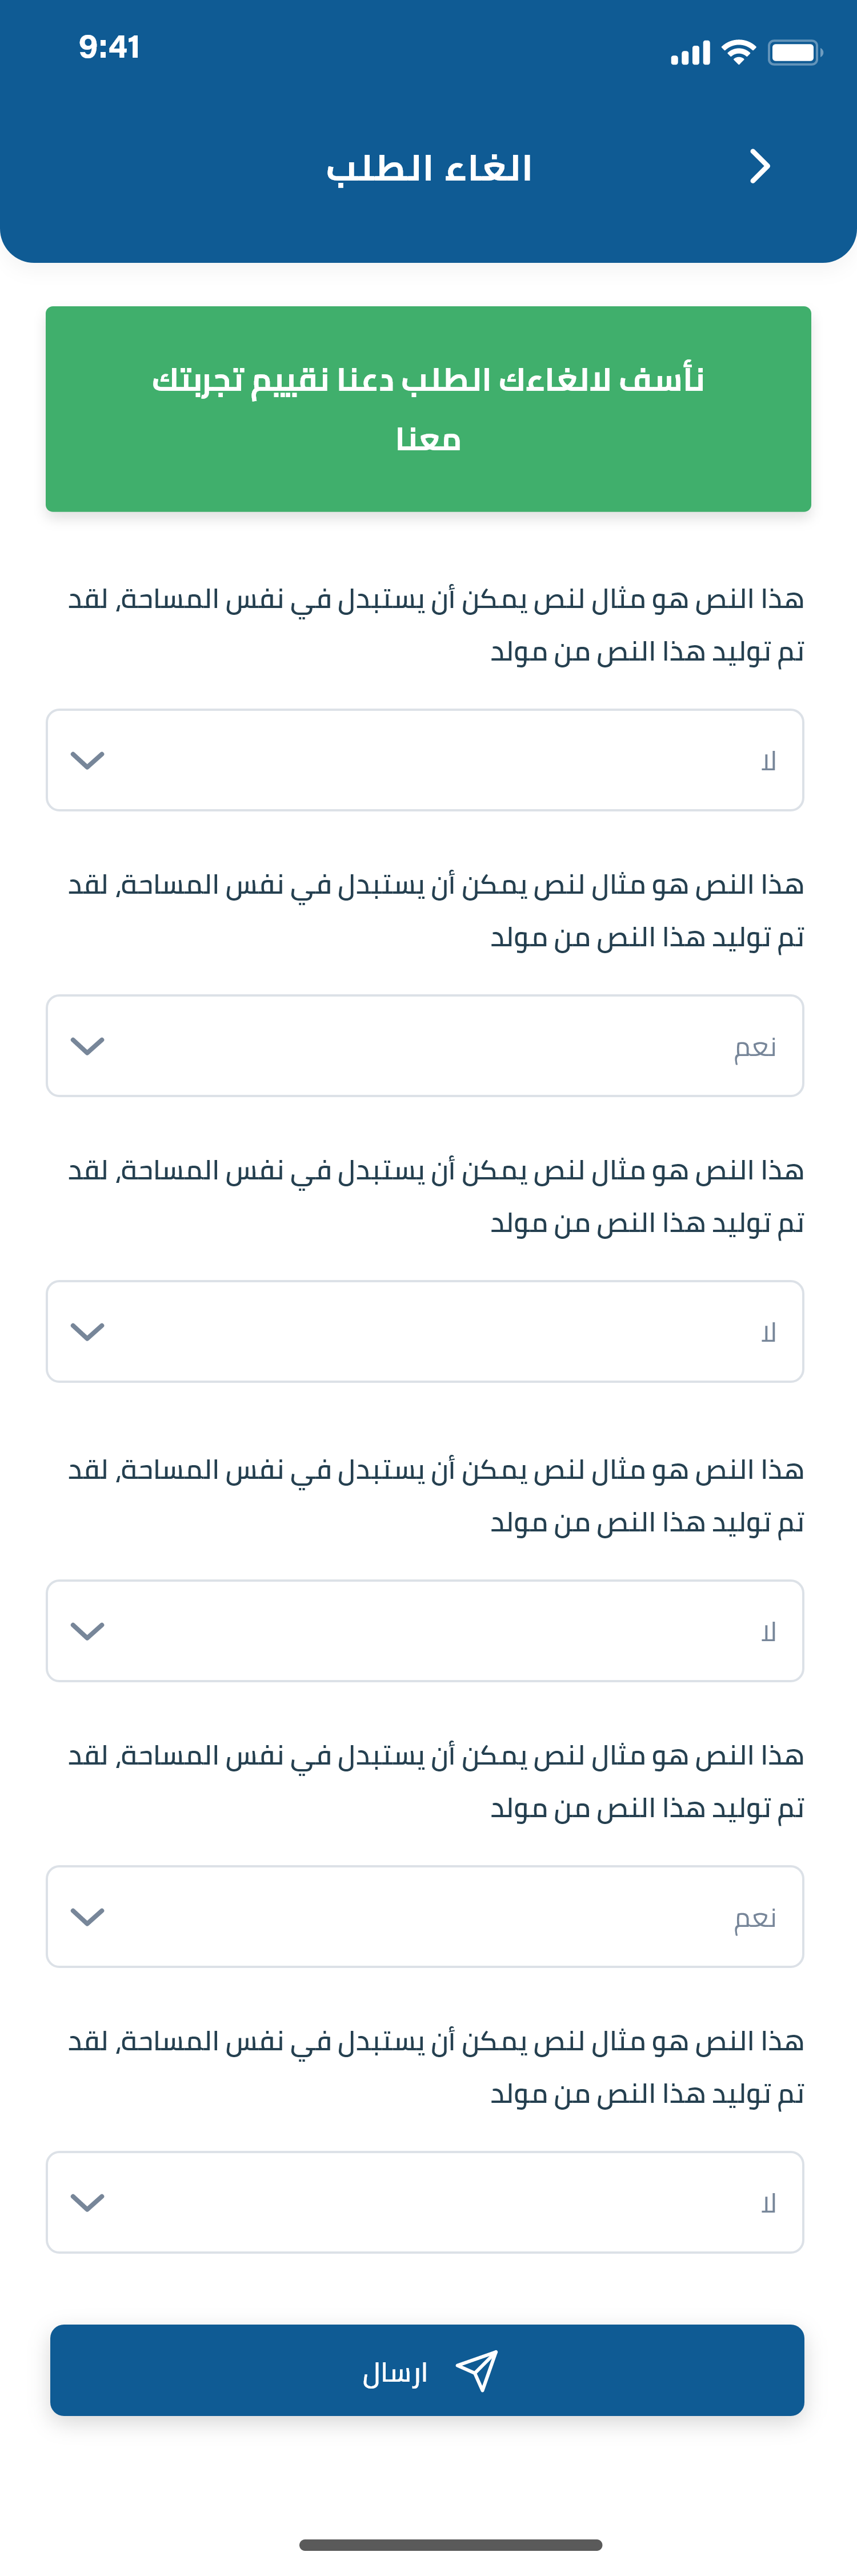 9:41
الغاء الطلب
نأسف لالغاءك الطلب دعنا نقييم تجربتك
معنا
هذا النص هو مثال لنص يمكن أن يستبدل في نفس المساحة، لقد
تم توليد هذا النص من مولد
لا
هذا النص هو مثال لنص يمكن أن يستبدل في نفس المساحة، لقد
تم توليد هذا النص من مولد
نعم
هذا النص هو مثال لنص يمكن أن يستبدل في نفس المساحة، لقد
تم توليد هذا النص من مولد
لا
هذا النص هو مثال لنص يمكن أن يستبدل في نفس المساحة، لقد
تم توليد هذا النص من مولد
لا
هذا النص هو مثال لنص يمكن أن يستبدل في نفس المساحة، لقد
تم توليد هذا النص من مولد
نعم
هذا النص هو مثال لنص يمكن أن يستبدل في نفس المساحة، لقد
تم توليد هذا النص من مولد
لا
ارسال